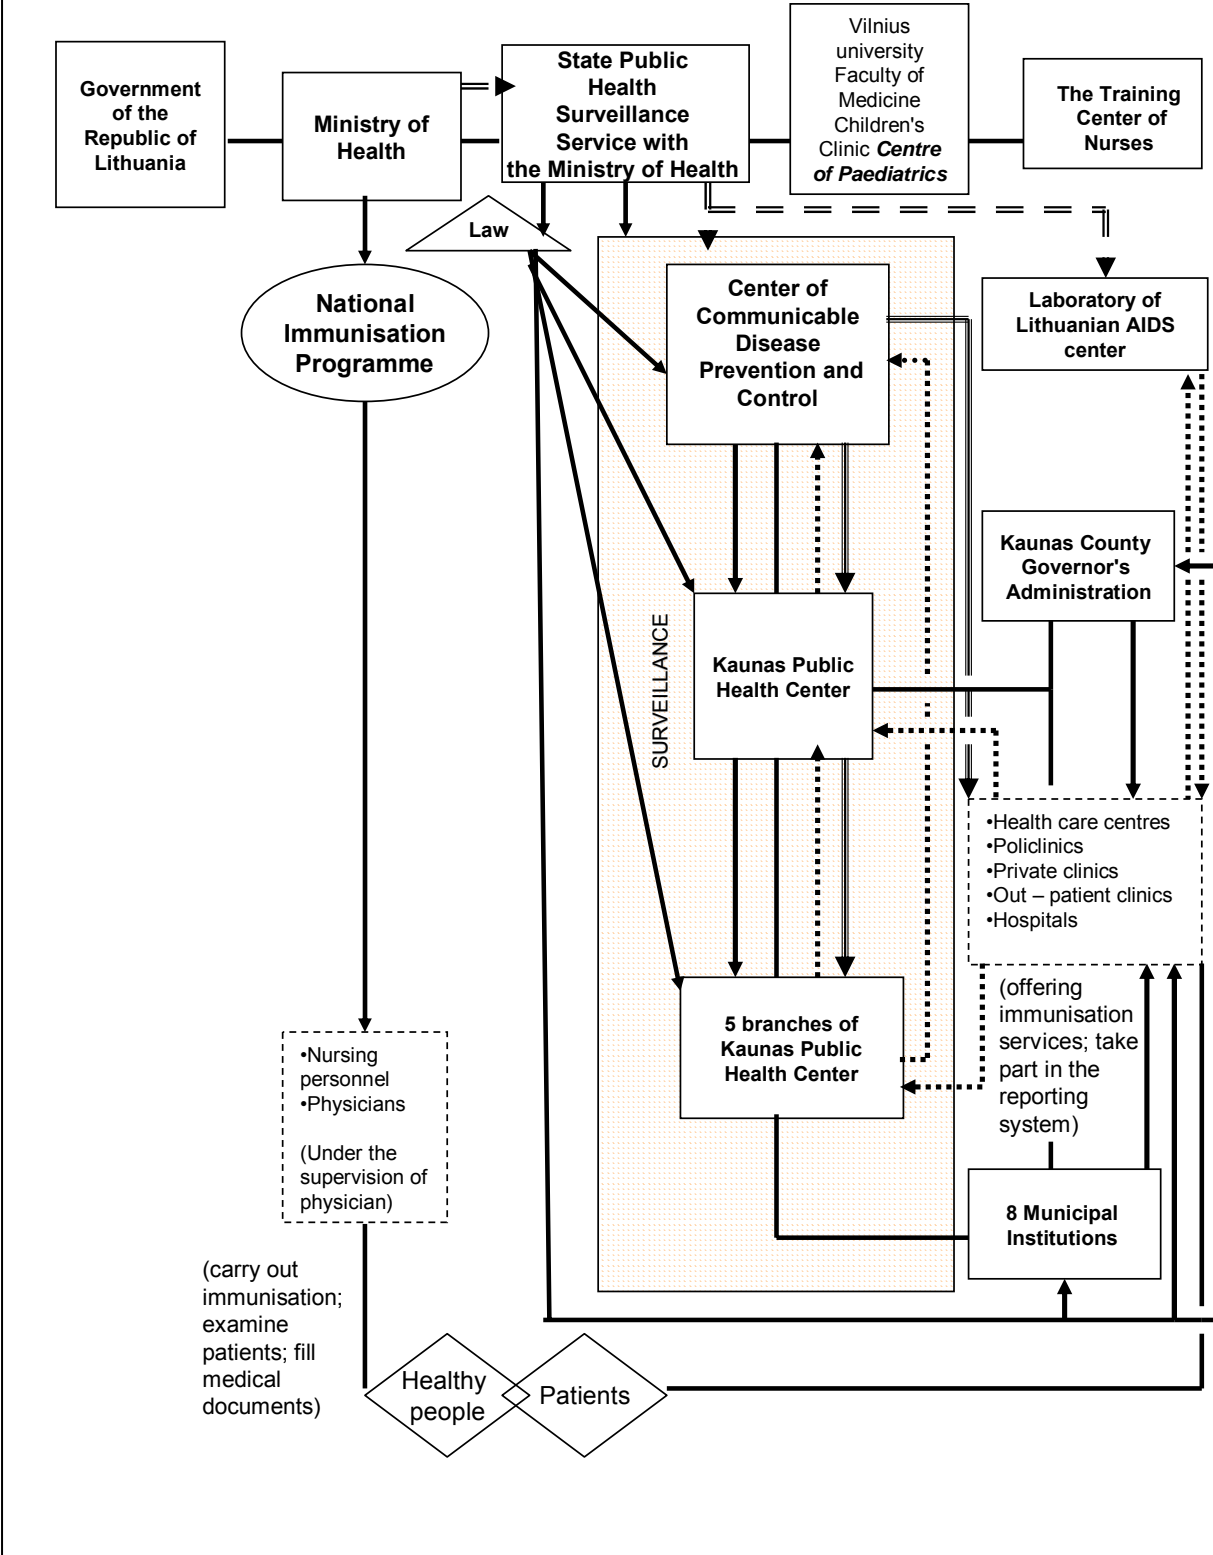 Government
of the
Republic of
Lithuania
Ministry of
Health
State Public
Health
Surveillance
Service with
the Ministry of Health
Vilnius
university
Faculty of
Medicine
Children's
Clinic Centre
of Paediatrics
The Training
Center of
Nurses
Law
National
Immunisation
Programme
Center of
Communicable
Disease
Prevention and
Control
Laboratory of
Lithuanian AIDS
center
Kaunas County
Governor's
Administration
SURVEILLANCE
Kaunas Public
Health Center
•Health care centres
•Policlinics
•Private clinics
•Out – patient clinics
•Hospitals
(offering
immunisation
services; take
part in the
reporting
system)
5 branches of
Kaunas Public
Health Center
•Nursing
personnel
•Physicians
(Under the
supervision of
physician)
8 Municipal
Institutions
(carry out
immunisation;
examine
patients; fill
medical
documents)
Healthy
people
Patients